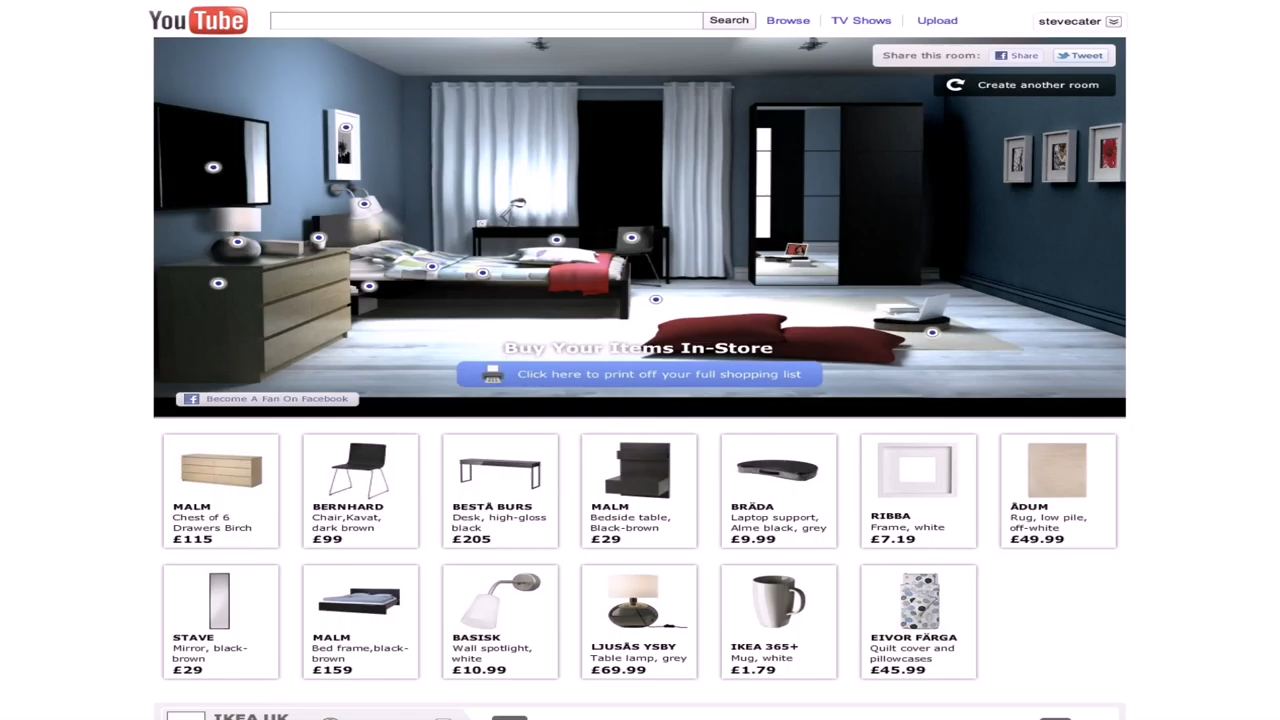 YouTube
Search
Browse
TV Shows
Upload
stevecater
Share this room:
Share
Tweet
Create another room
Buy Your Items In-Store
Click here to print off your full shopping list
Become A Fan On Facebook
MALM
Chest of 6
Drawers Birch
£115
BERNHARD
Chair,Kavat,
dark brown
£99
BESTÅ BURS
Desk, high-gloss
black
£205
MALM
Bedside table,
Black-brown
£29
BRÄDA
Laptop support,
Alme black, grey
£9.99
RIBBA
Frame, white
£7.19
ÅDUM
Rug, low pile,
off-white
£49.99
STAVE
Mirror, black-
brown
£29
MALM
Bed frame,black-
brown
£159
BASISK
Wall spotlight,
white
£10.99
LJUSÅS YSBY
Table lamp, grey
£69.99
IKEA 365+
Mug, white
£1.79
EIVOR FÄRGA
Quilt cover and
pillowcases
£45.99
IKEA UK